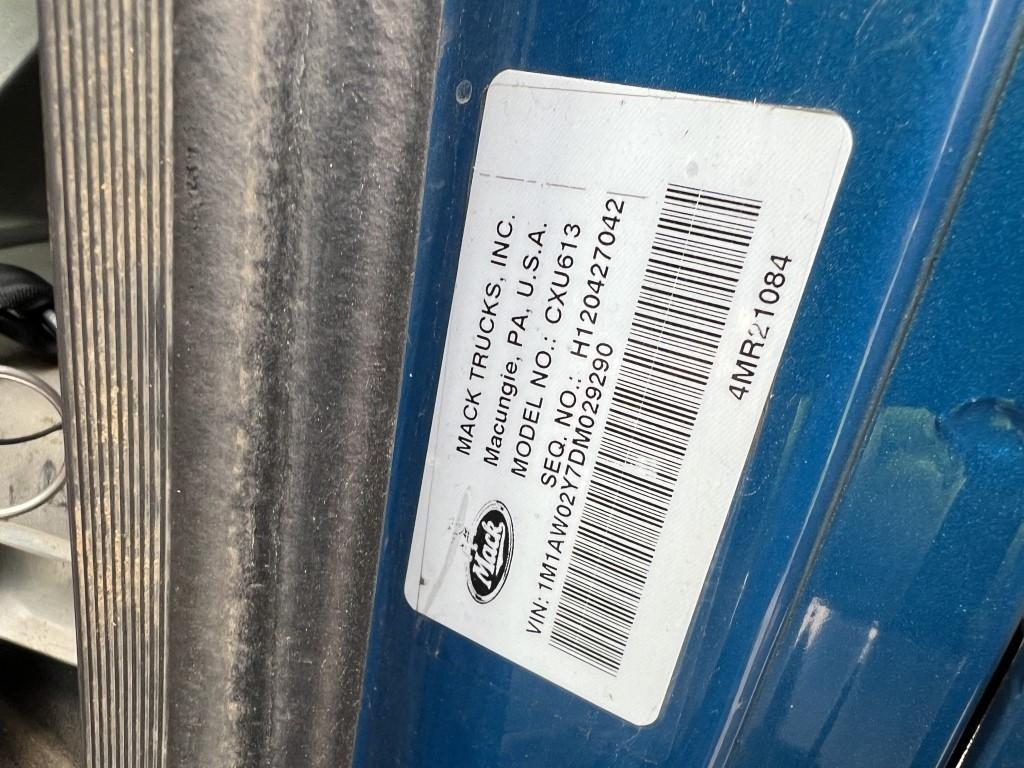 MACK TRUCKS, INC.
Macungie, PA, U.S.A.
MODEL NO.: CXU613
SEQ. NO.: H120427042
Mack
VIN: 1M1AW02Y7DM029290
4MR21084